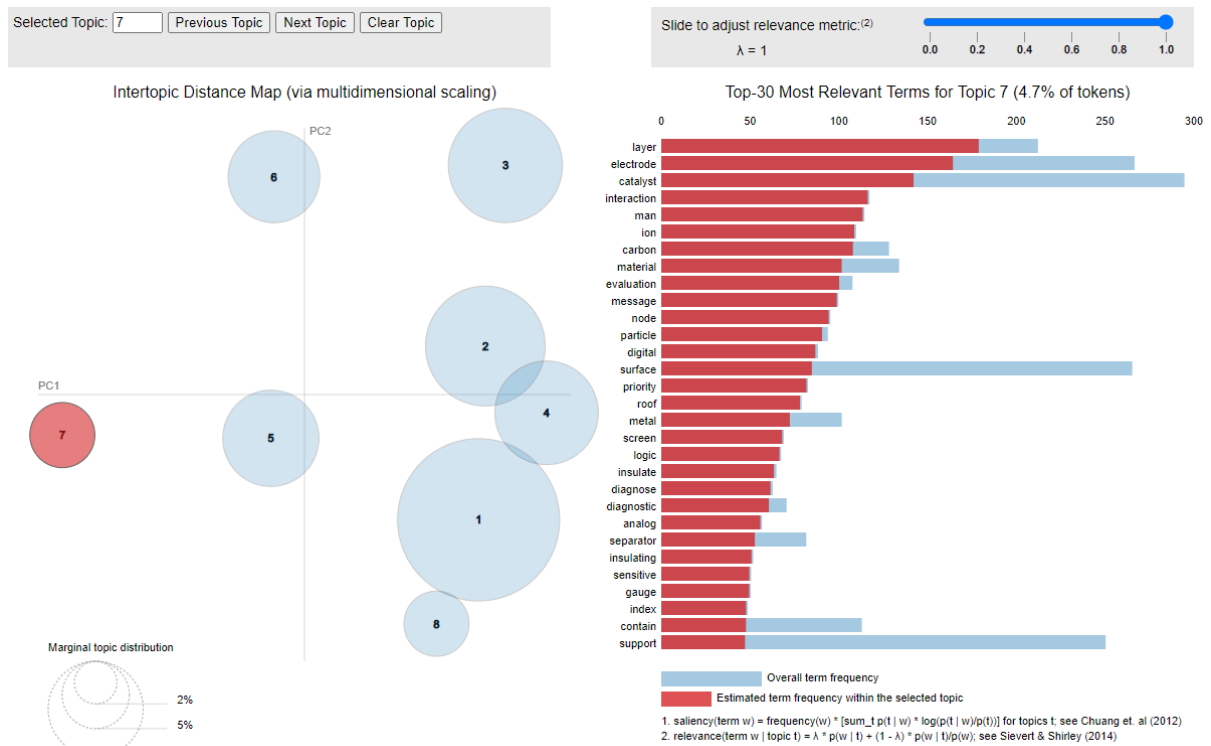 Selected Topic: 7 Previous Topic Next Topic Clear Topic
Slide to adjust relevance metric:(2)
λ = 1
0.0 0.2 0.4 0.6 0.8 1.0
Intertopic Distance Map (via multidimensional scaling)
PC2
PC1
6
3
2
4
7
5
1
8
Marginal topic distribution
2%
5%
Top-30 Most Relevant Terms for Topic 7 (4.7% of tokens)
0 50 100 150 200 250 300
layer
electrode
catalyst
interaction
man
ion
carbon
material
evaluation
message
node
particle
digital
surface
priority
roof
metal
screen
logic
insulate
diagnose
diagnostic
analog
separator
insulating
sensitive
gauge
index
contain
support
Overall term frequency
Estimated term frequency within the selected topic
1. saliency(term w) = frequency(w) * [sum_t p(t | w) * log(p(t | w)/p(t))] for topics t; see Chuang et. al (2012)
2. relevance(term w | topic t) = λ * p(w | t) + (1 - λ) * p(w | t)/p(w); see Sievert & Shirley (2014)